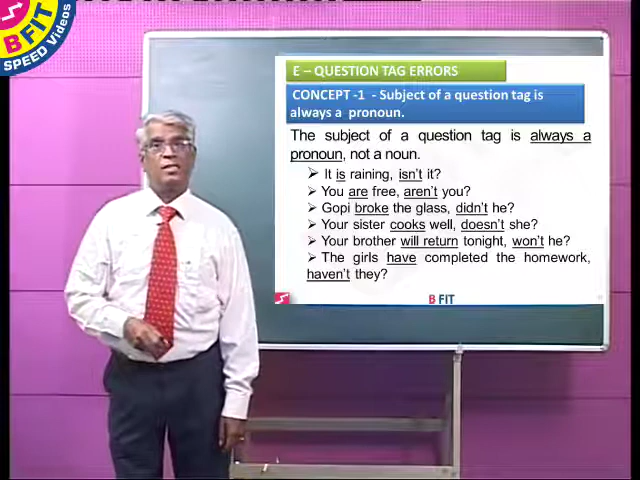 BFIT
SPEED Videos
E – QUESTION TAG ERRORS
CONCEPT -1 - Subject of a question tag is
always a pronoun.
The subject of a question tag is always a
pronoun, not a noun.
➢ It is raining, isn't it?
➢ You are free, aren't you?
➢ Gopi broke the glass, didn't he?
➢ Your sister cooks well, doesn't she?
➢ Your brother will return tonight, won't he?
➢ The girls have completed the homework,
haven't they?
B FIT